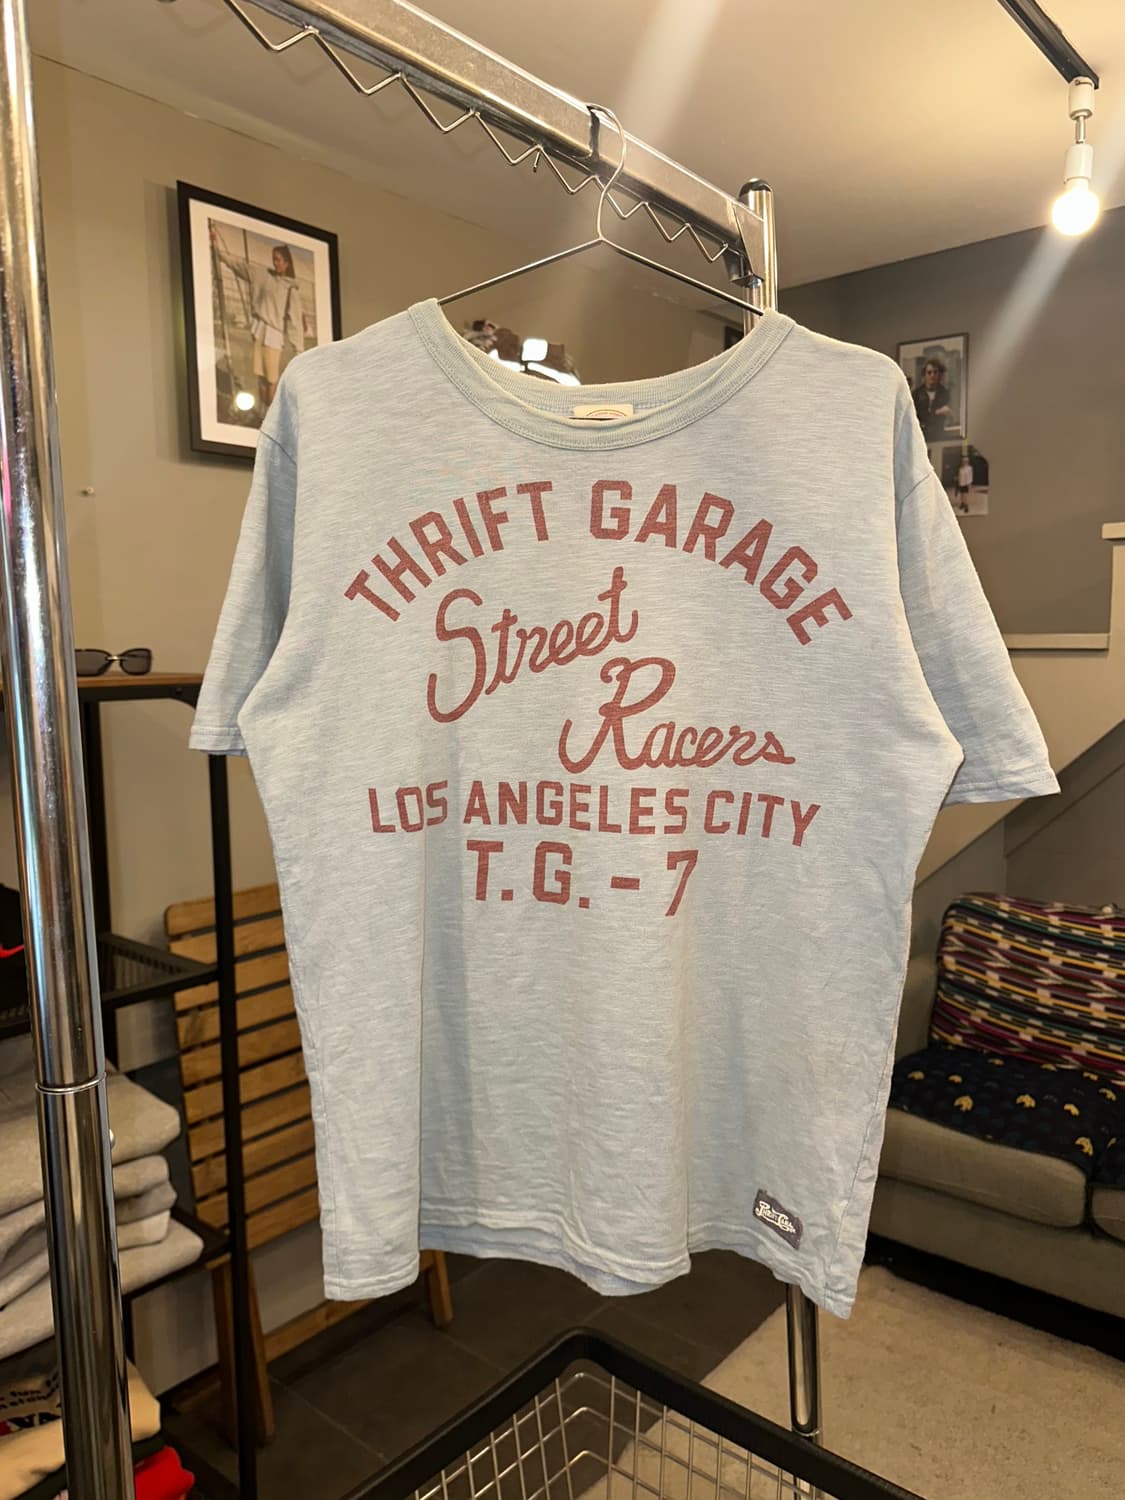 THRIFT GARAGE
Street
Racers
LOS ANGELES CITY
T. G. - 7